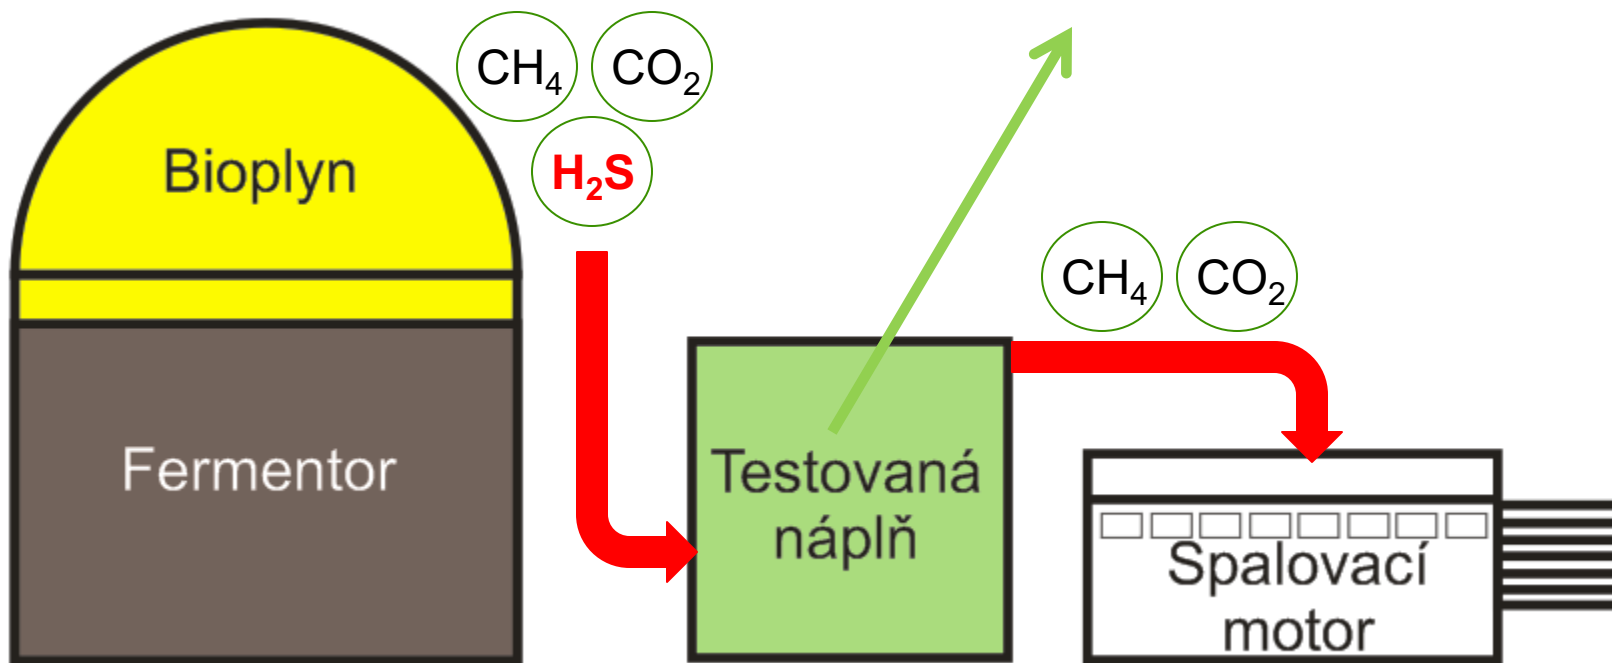 CH₄ CO₂
Bioplyn
H₂S
CH₄ CO₂
Fermentor
Testovaná
náplň
Spalovací
motor